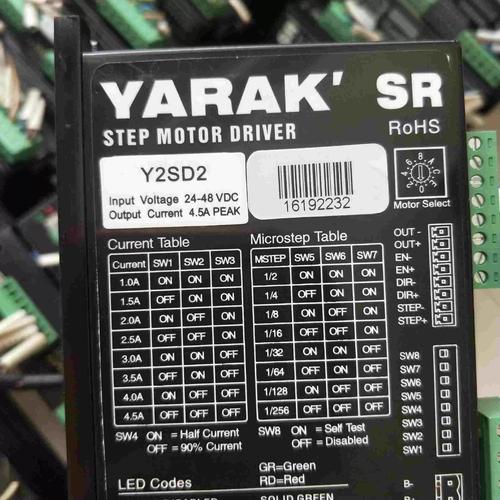 YARAK' SR
STEP MOTOR DRIVER
RoHS
Y2SD2
Input Voltage 24-48 VDC
Output Current 4.5A PEAK
16192232
Motor Select
Current Table
Current SW1 SW2 SW3
1.0A ON ON ON
1.5A OFF ON ON
2.0A ON OFF ON
2.5A OFF OFF ON
3.0A ON ON OFF
3.5A OFF ON OFF
4.0A ON OFF OFF
4.5A OFF OFF OFF
SW4 ON = Half Current
OFF = 90% Current
Microstep Table
MSTEP SW5 SW6 SW7
1/2 ON ON ON
1/4 OFF ON ON
1/8 ON OFF ON
1/16 OFF OFF ON
1/32 ON ON OFF
1/64 OFF ON OFF
1/128 ON OFF OFF
1/256 OFF OFF OFF
SW8 ON = Self Test
OFF = Disabled
OUT -
OUT+
EN-
EN+
DIR-
DIR+
STEP-
STEP+
SW8
SW7
SW6
SW5
SW4
SW3
SW2
SW1
B-
LED Codes
GR=Green
RD=Red
SOLID GREEN